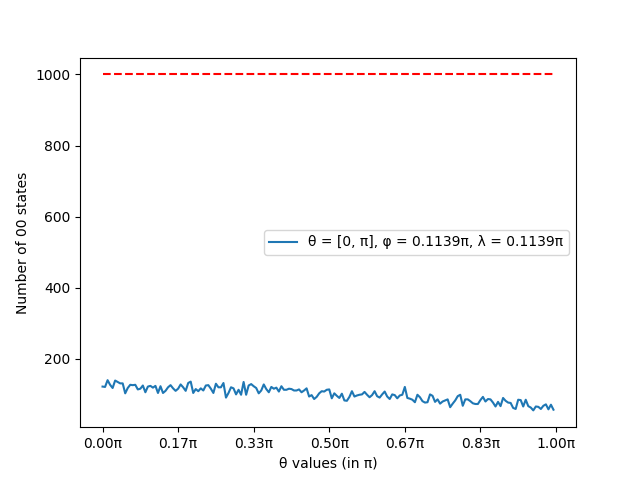 1000
800
600
400
200
Number of 00 states
θ = [0, π], φ = 0.1139π, λ = 0.1139π
0.00π 0.17π 0.33π 0.50π 0.67π 0.83π 1.00π
θ values (in π)